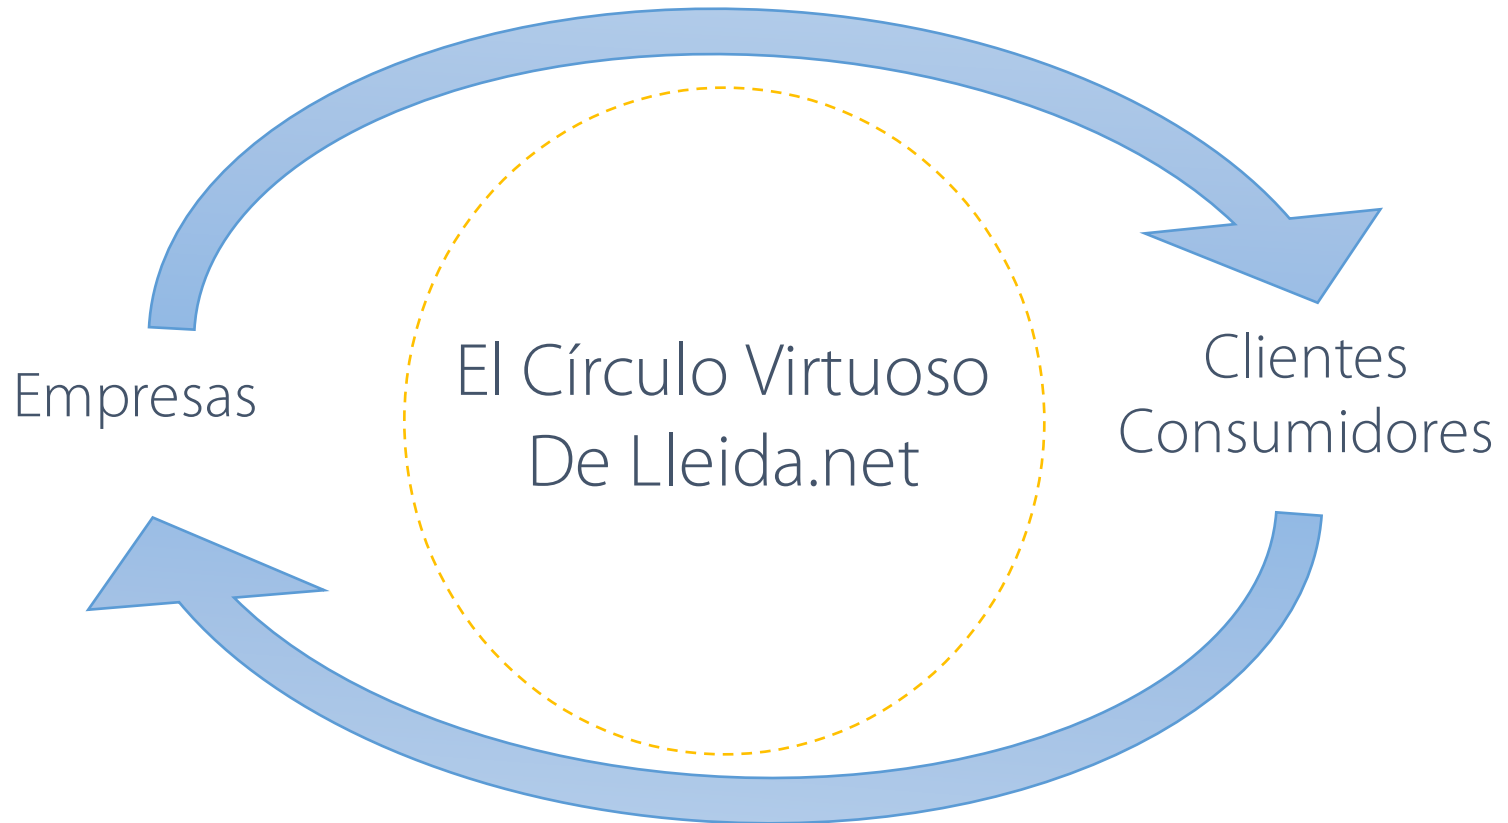 Empresas
El Círculo Virtuoso
De Lleida.net
Clientes
Consumidores